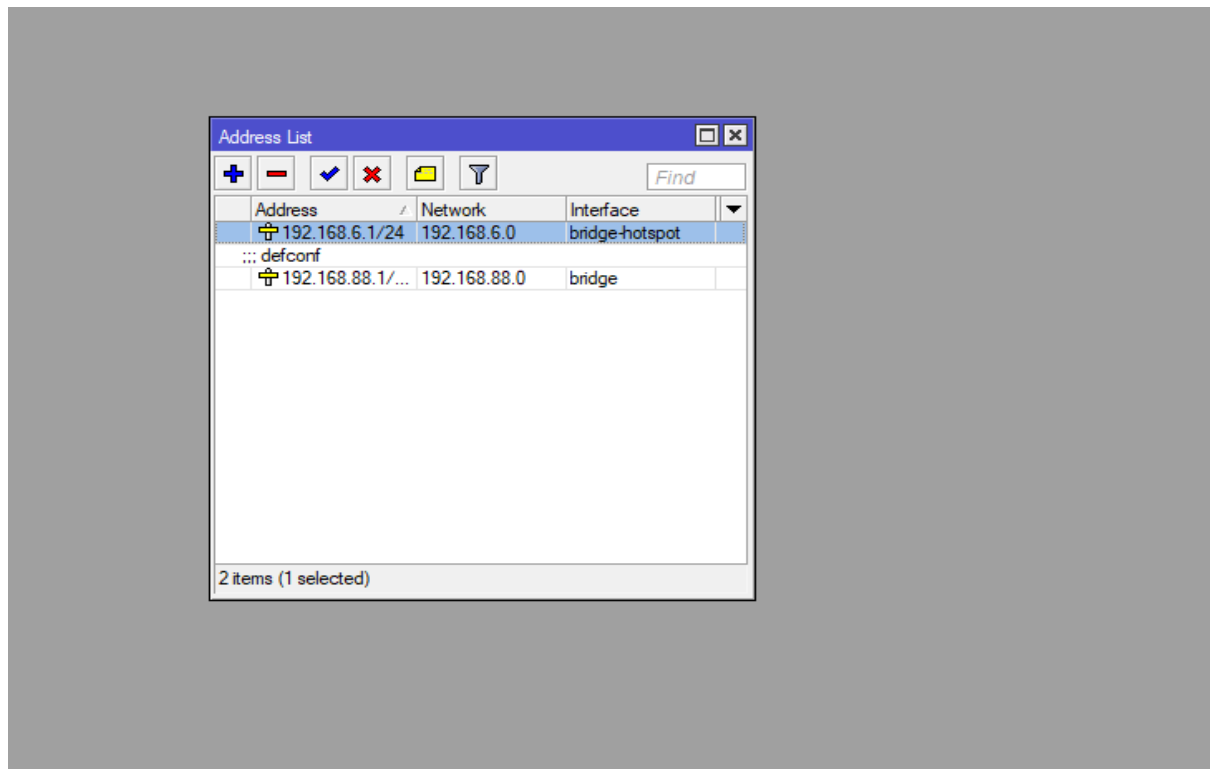 Address List
Find
Address Network Interface
192.168.6.1/24 192.168.6.0 bridge-hotspot
;;; defconf
192.168.88.1/... 192.168.88.0 bridge
2 items (1 selected)